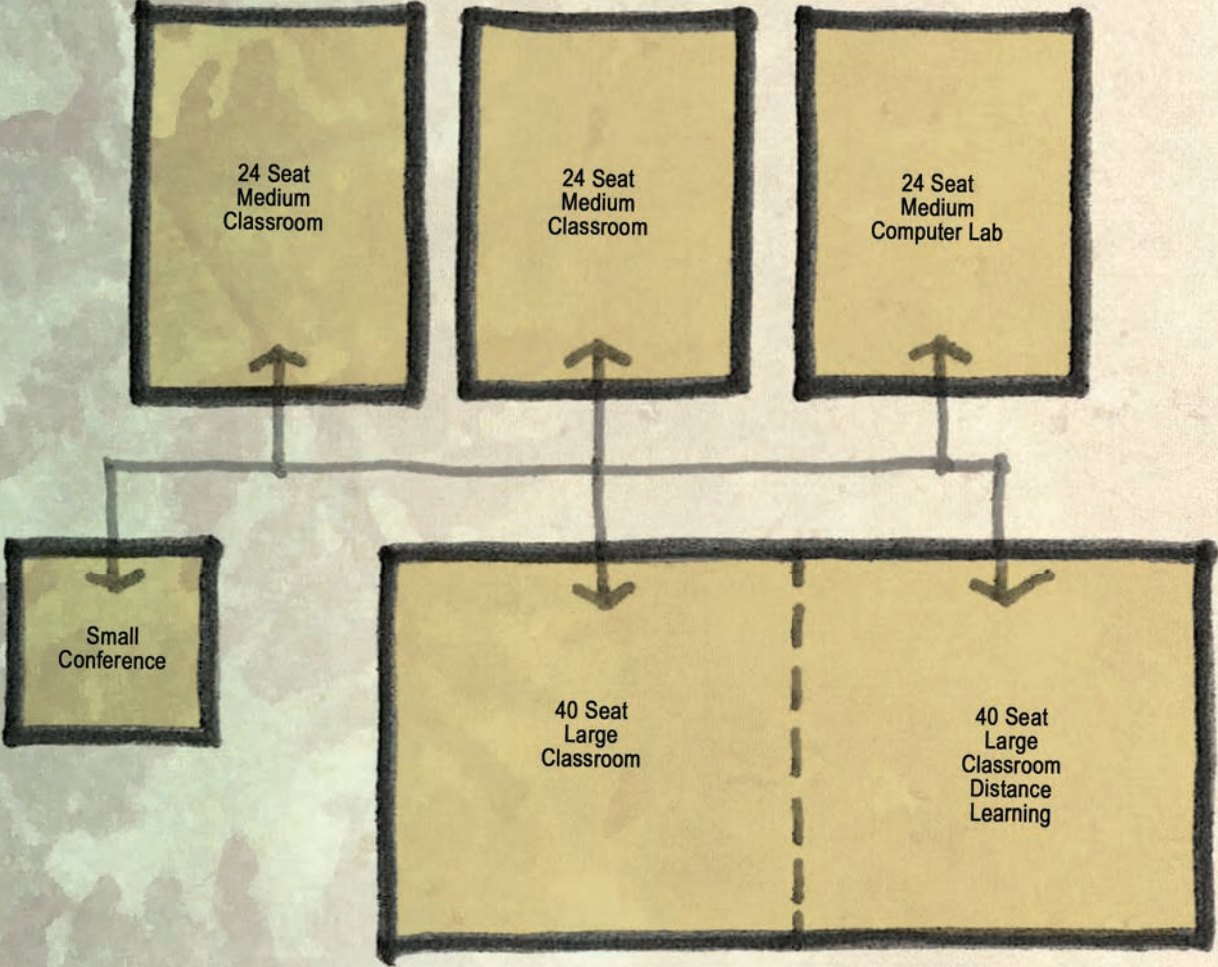 24 Seat
Medium
Classroom
24 Seat
Medium
Classroom
24 Seat
Medium
Computer Lab
Small
Conference
40 Seat
Large
Classroom
40 Seat
Large
Classroom
Distance
Learning